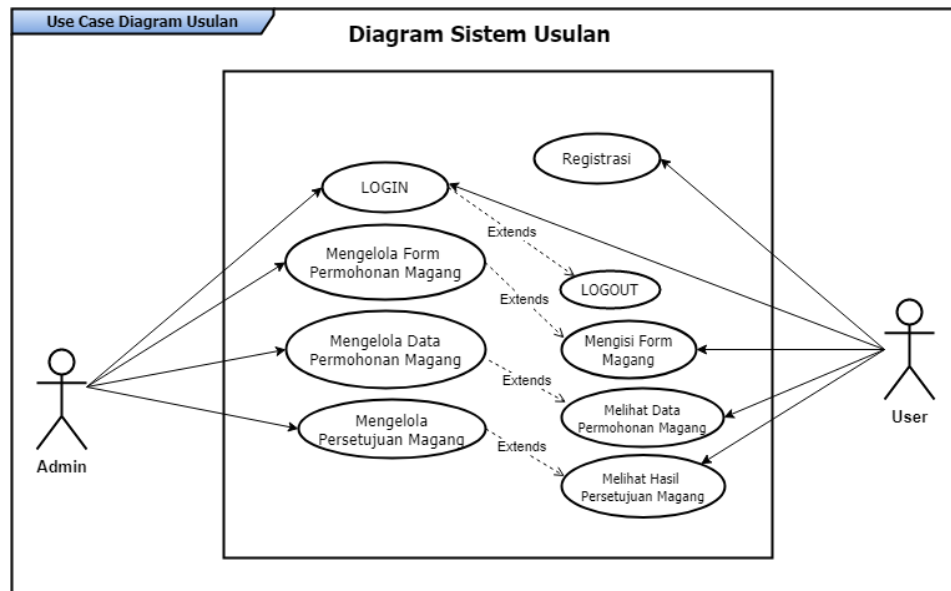 Use Case Diagram Usulan
Diagram Sistem Usulan
Registrasi
LOGIN
Extends
Mengelola Form
Permohonan Magang
LOGOUT
Extends
Mengelola Data
Permohonan Magang
Mengisi Form
Magang
Extends
Mengelola
Persetujuan Magang
Melihat Data
Permohonan Magang
Extends
Melihat Hasil
Persetujuan Magang
Admin
User